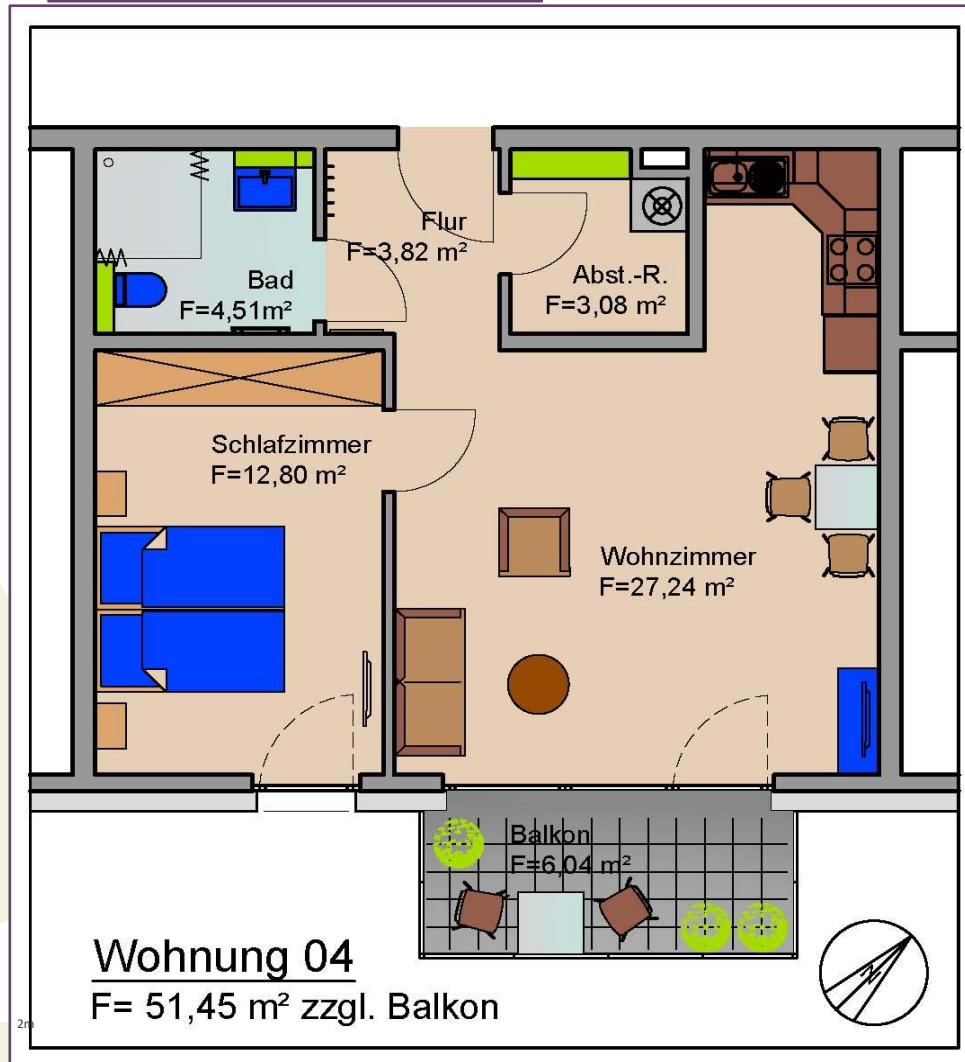 Flur
F=3,82 m²
Bad
F=4,51m²
Abst.-R.
F=3,08 m²
Schlafzimmer
F=12,80 m²
Wohnzimmer
F=27,24 m²
Balkon
F=6,04 m²
Wohnung 04
F= 51,45 m² zzgl. Balkon
N